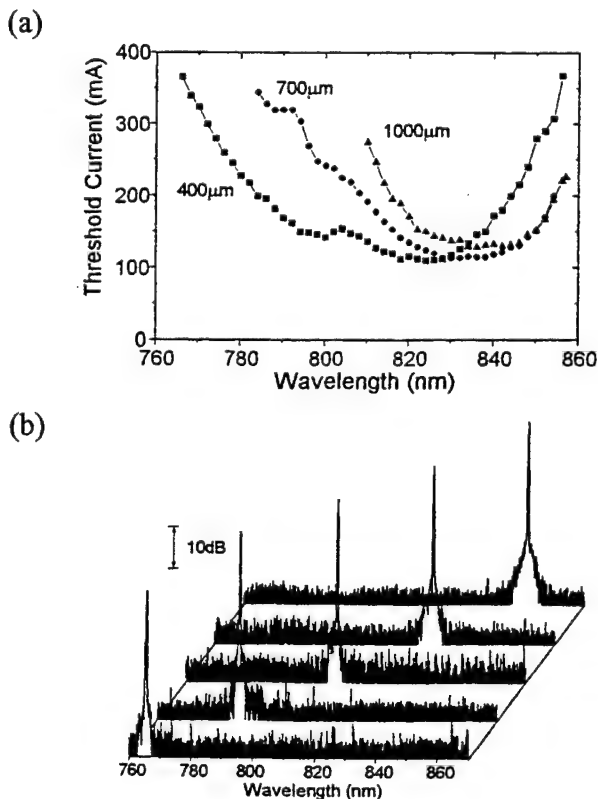 (a)
400
300
200
100
0
Threshold Current (mA)
700μm
1000μm
400μm
760 780 800 820 840 860
Wavelength (nm)
(b)
10dB
760 780 800 820 840 860
Wavelength (nm)